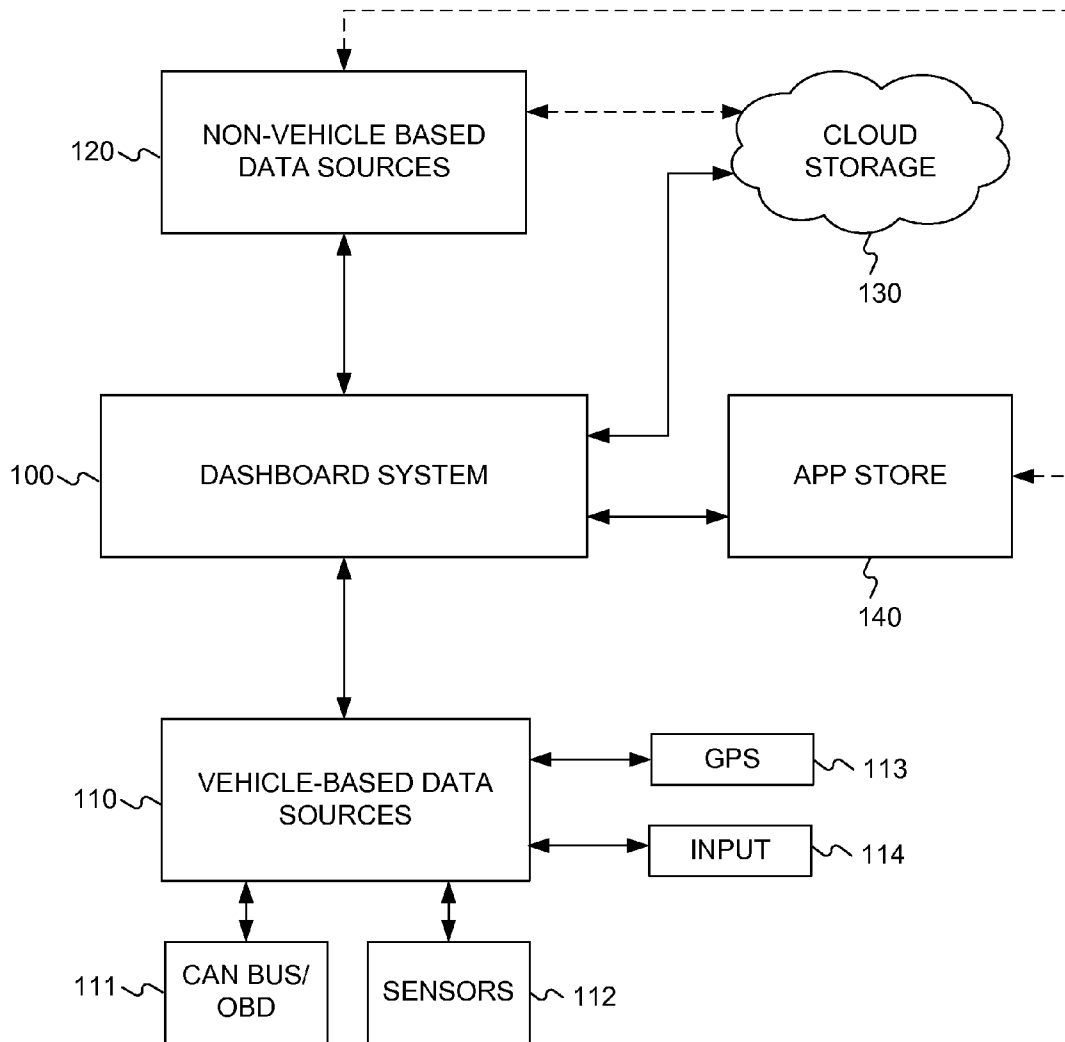 120
NON-VEHICLE BASED
DATA SOURCES
CLOUD
STORAGE
130
100
DASHBOARD SYSTEM
APP STORE
140
110
VEHICLE-BASED DATA
SOURCES
GPS
113
INPUT
114
111
CAN BUS/
OBD
SENSORS
112